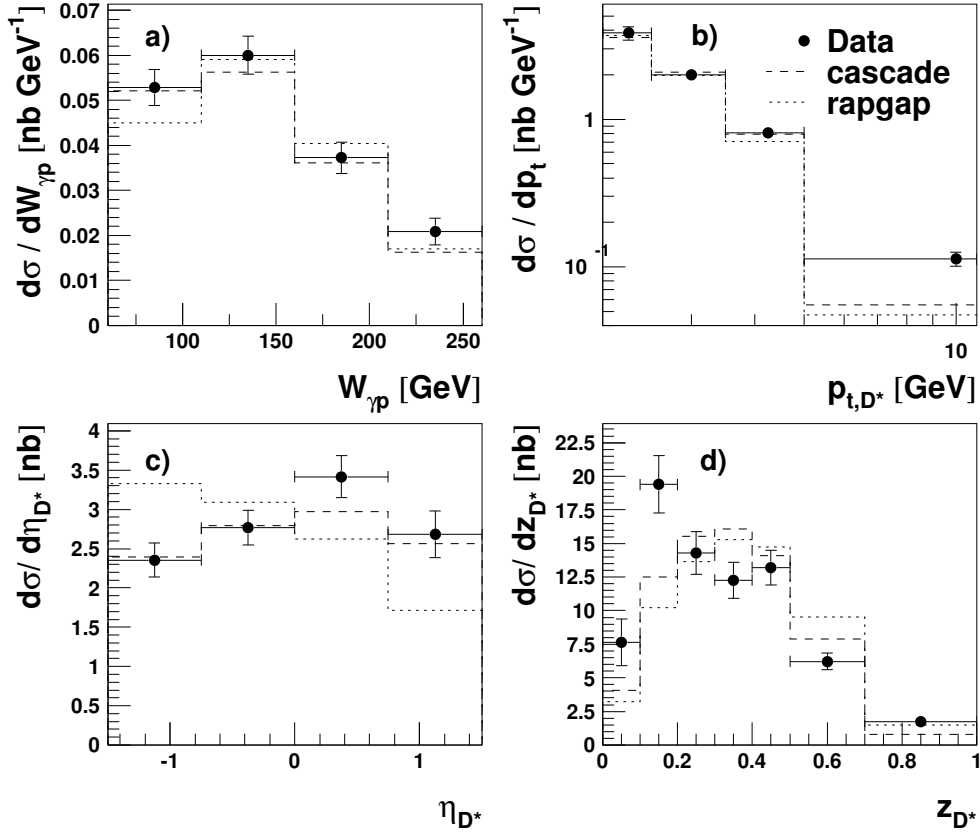 a)
dσ / dW_γp [nb GeV⁻¹]
0.07
0.06
0.05
0.04
0.03
0.02
0.01
0
100 150 200 250
W_γp [GeV]
b)
Data
cascade
rapgap
dσ / dp_t [nb GeV⁻¹]
1
10⁻¹
10
p_t,D* [GeV]
c)
dσ/ dη_D* [nb]
4
3.5
3
2.5
2
1.5
1
0.5
0
-1 0 1
η_D*
d)
dσ/ dz_D* [nb]
22.5
20
17.5
15
12.5
10
7.5
5
2.5
0
0 0.2 0.4 0.6 0.8 1
z_D*